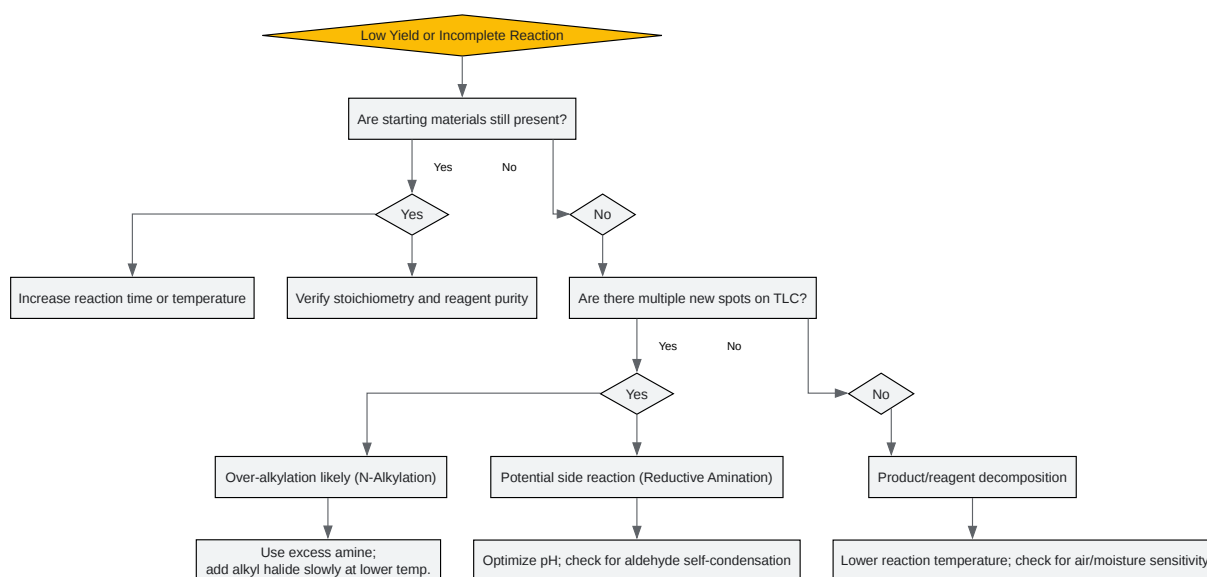 Low Yield or Incomplete Reaction
Are starting materials still present?
Yes
No
Yes
No
Increase reaction time or temperature
Verify stoichiometry and reagent purity
Are there multiple new spots on TLC?
Yes
No
Yes
No
Over-alkylation likely (N-Alkylation)
Potential side reaction (Reductive Amination)
Product/reagent decomposition
Use excess amine;
add alkyl halide slowly at lower temp.
Optimize pH; check for aldehyde self-condensation
Lower reaction temperature; check for air/moisture sensitivity